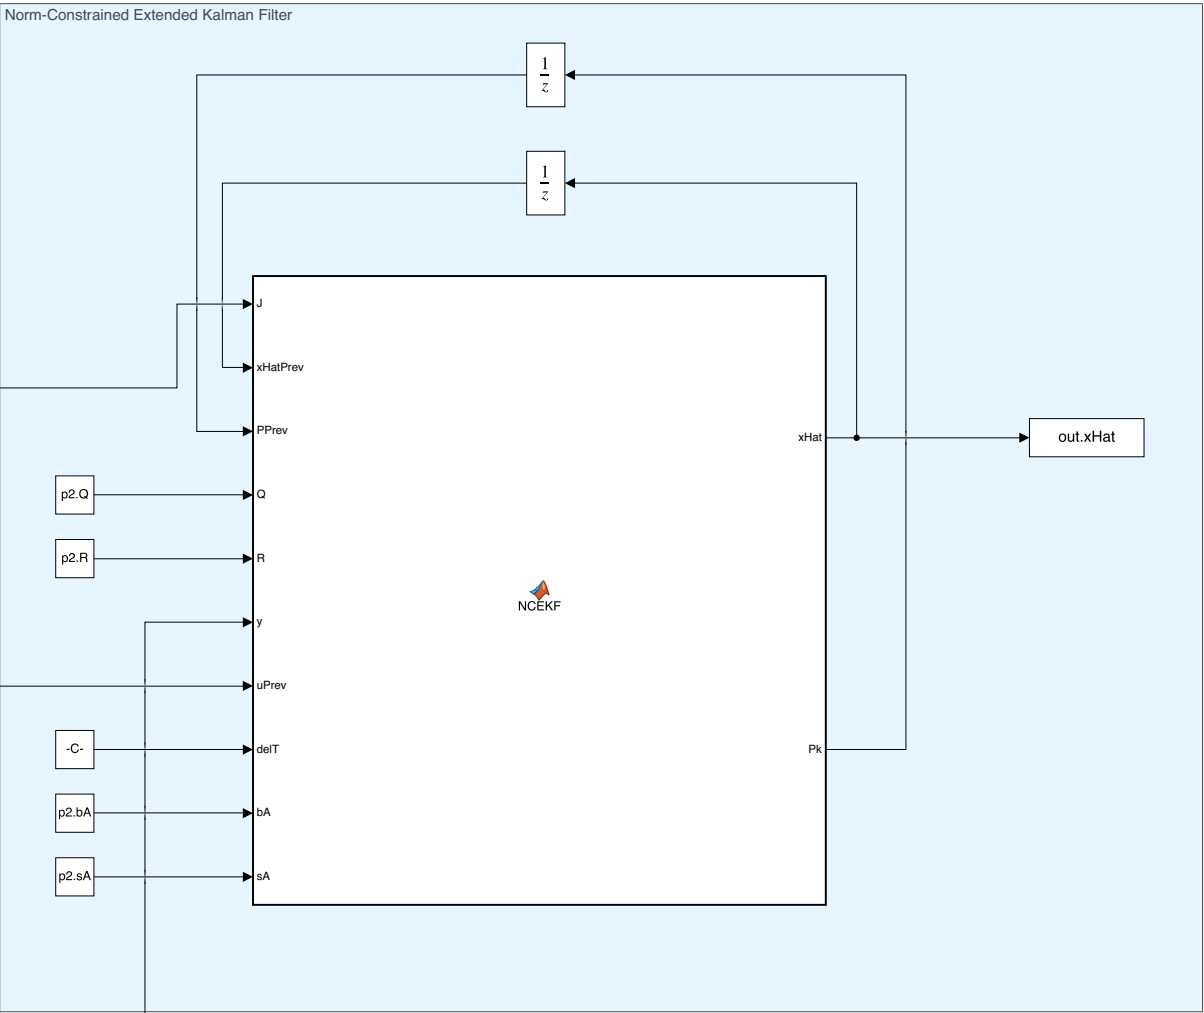 Norm-Constrained Extended Kalman Filter
1
z
1
z
J
xHatPrev
PPrev
xHat
out.xHat
p2.Q
Q
p2.R
R
NCEKF
y
uPrev
-C-
delT
Pk
p2.bA
bA
p2.sA
sA